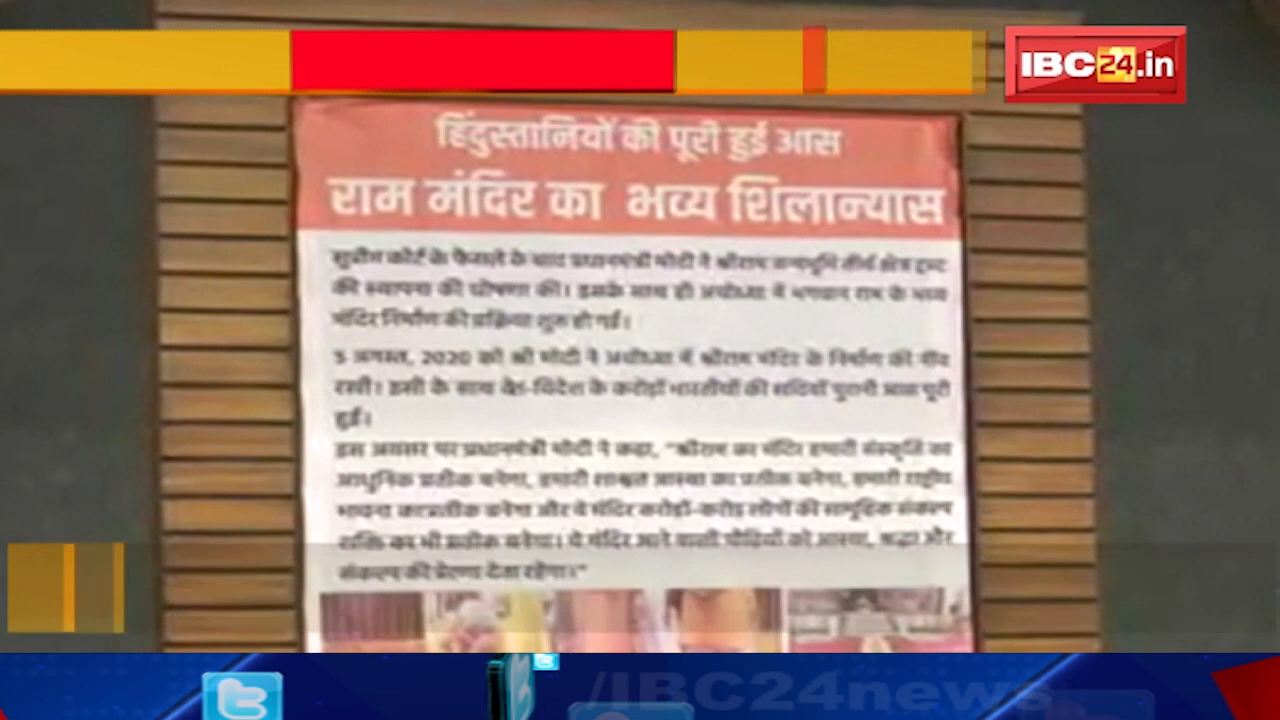 IBC24.in
हिंदुस्तानियों की पूरी हुई आस
राम मंदिर का भव्य शिलान्यास
सुप्रीम कोर्ट के फैसले के बाद प्रधानमंत्री मोदी ने श्रीराम जन्मभूमि तीर्थ क्षेत्र ट्रस्ट
की स्थापना की घोषणा की। इसके साथ ही अयोध्या में भगवान राम के भव्य
मंदिर निर्माण की प्रक्रिया शुरू हो गई।
5 अगस्त, 2020 को श्री मोदी ने अयोध्या में श्रीराम मंदिर के निर्माण की नींव
रखी। इसी के साथ देश-विदेश के करोड़ों भारतीयों की सदियों पुरानी आस पूरी
हुई।
इस अवसर पर प्रधानमंत्री मोदी ने कहा, "श्रीराम का मंदिर हमारी संस्कृति का
आधुनिक प्रतीक बनेगा, हमारी शाश्वत आस्था का प्रतीक बनेगा, हमारी राष्ट्रीय
भावना का प्रतीक बनेगा और ये मंदिर करोड़ों-करोड़ लोगों की सामूहिक संकल्प
शक्ति का भी प्रतीक बनेगा। ये मंदिर आने वाली पीढ़ियों को आस्था, श्रद्धा और
संकल्प की प्रेरणा देता रहेगा।"
/IBC24news